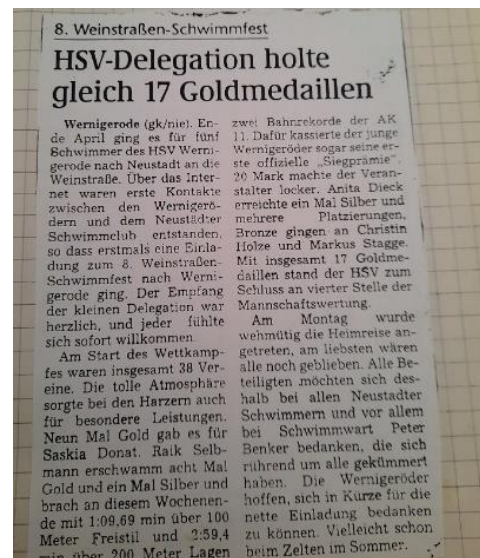 8. Weinstraßen-Schwimmfest
HSV-Delegation holte
gleich 17 Goldmedaillen
Wernigerode (gk/nie). En-
de April ging es für fünf
Schwimmer des HSV Werni-
gerode nach Neustadt an die
Weinstraße. Über das Inter-
net waren erste Kontakte
zwischen den Wernigerö-
dern und dem Neustädter
Schwimmclub entstanden,
so dass erstmals eine Einla-
dung zum 8. Weinstraßen-
Schwimmfest nach Werni-
gerode ging. Der Empfang
der kleinen Delegation war
herzlich, und jeder fühlte
sich sofort willkommen.
Am Start des Wettkamp-
fes waren insgesamt 38 Ver-
eine. Die tolle Atmosphäre
sorgte bei den Harzern auch
für besondere Leistungen.
Neun Mal Gold gab es für
Saskia Donat. Raik Selb-
mann erschwamm acht Mal
Gold und ein Mal Silber und
brach an diesem Wochenen-
de mit 1:09,69 min über 100
Meter Freistil und 2:59,4
min über 200 Meter Lagen
zwei Bahnrekorde der AK
11. Dafür kassierte der junge
Wernigeröder sogar seine er-
ste offizielle „Siegprämie".
20 Mark machte der Veran-
stalter locker. Anita Dieck
erreichte ein Mal Silber und
mehrere Platzierungen,
Bronze gingen an Christin
Holze und Markus Stagge.
Mit insgesamt 17 Goldme-
daillen stand der HSV zum
Schluss an vierter Stelle der
Mannschaftswertung.
Am Montag wurde
wehmütig die Heimreise an-
getreten, am liebsten wären
alle noch geblieben. Alle Be-
teiligten möchten sich des-
halb bei allen Neustadter
Schwimmern und vor allem
bei Schwimmwart Peter
Benker bedanken, die sich
rührend um alle gekümmert
haben. Die Wernigeröder
hoffen, sich in Kürze für die
nette Einladung bedanken
zu können. Vielleicht schon
beim Zelten im Sommer.